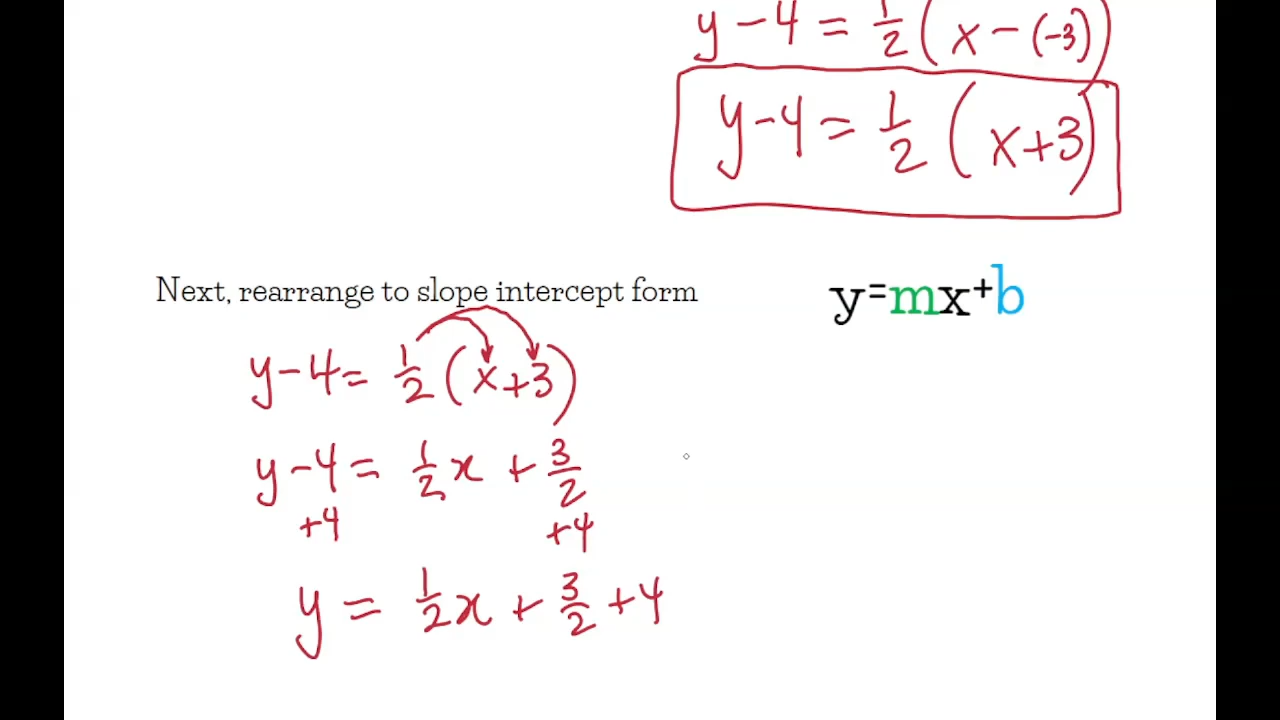 y-4 = 1/2 (x-(-3))
y-4 = 1/2 (x+3)
Next, rearrange to slope intercept form
y=mx+b
y-4 = 1/2 (x+3)
y-4 = 1/2 x + 3/2
+4 +4
y = 1/2 x + 3/2 +4